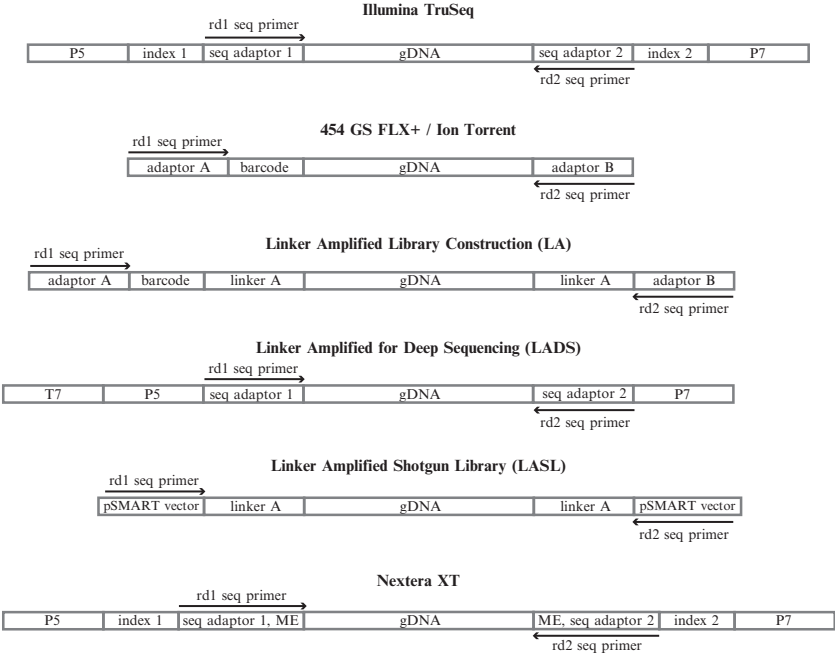 Illumina TruSeq
rd1 seq primer
P5 index 1 seq adaptor 1 gDNA seq adaptor 2 index 2 P7
rd2 seq primer
454 GS FLX+ / Ion Torrent
rd1 seq primer
adaptor A barcode gDNA adaptor B
rd2 seq primer
Linker Amplified Library Construction (LA)
rd1 seq primer
adaptor A barcode linker A gDNA linker A adaptor B
rd2 seq primer
Linker Amplified for Deep Sequencing (LADS)
rd1 seq primer
T7 P5 seq adaptor 1 gDNA seq adaptor 2 P7
rd2 seq primer
Linker Amplified Shotgun Library (LASL)
rd1 seq primer
pSMART vector linker A gDNA linker A pSMART vector
rd2 seq primer
Nextera XT
rd1 seq primer
P5 index 1 seq adaptor 1, ME gDNA ME, seq adaptor 2 index 2 P7
rd2 seq primer